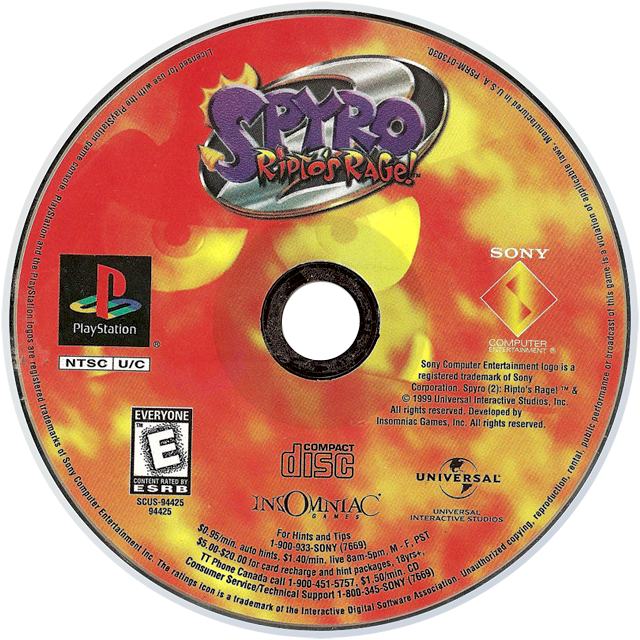 SPYRO
RIPTO'S RAGE!™
SONY
COMPUTER
ENTERTAINMENT ®
PlayStation
®
NTSC U/C
Sony Computer Entertainment logo is a
registered trademark of Sony
Corporation. Spyro (2): Ripto's Rage! ™ &
© 1999 Universal Interactive Studios, Inc.
All rights reserved. Developed by
Insomniac Games, Inc. All rights reserved.
EVERYONE
™
E
CONTENT RATED BY
ESRB
SCUS-94425
94425
COMPACT
disc
INSOMNIAC
GAMES
UNIVERSAL
UNIVERSAL
INTERACTIVE STUDIOS
For Hints and Tips
1-900-933-SONY (7669)
$0.95/min. auto hints, $1.40/min. live 8am-5pm, M - F, PST
$5.00-$20.00 for card recharge and hint packages, 18yrs+,
TT Phone Canada call 1-900-451-5757, $1.50/min. CD
Consumer Service/Technical Support 1-800-345-SONY (7669)
Licensed for use with the PlayStation game console. PlayStation and the PlayStation logos are registered trademarks of Sony Computer Entertainment Inc. The ratings icon is a trademark of the Interactive Digital Software Association. Unauthorized copying, reproduction, rental, public performance or broadcast of this game is a violation of applicable laws. Manufactured in U.S.A. PSRM-013030.